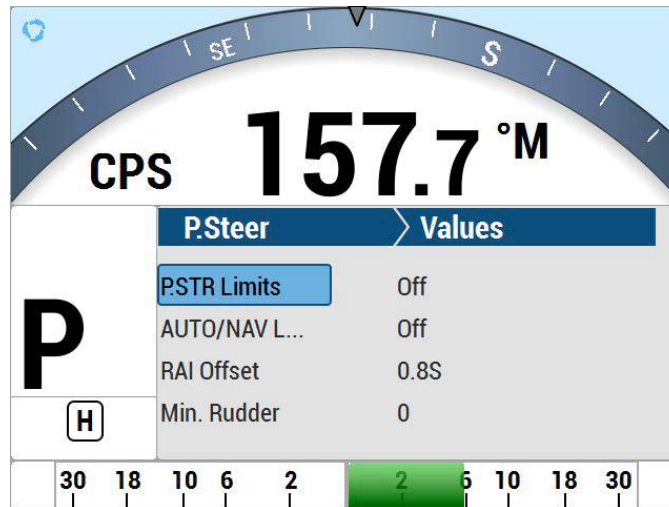 SE S
CPS 157.7 °M
P.Steer Values
P.STR Limits Off
AUTO/NAV L... Off
RAI Offset 0.8S
Min. Rudder 0
P
H
30 18 10 6 2 2 6 10 18 30